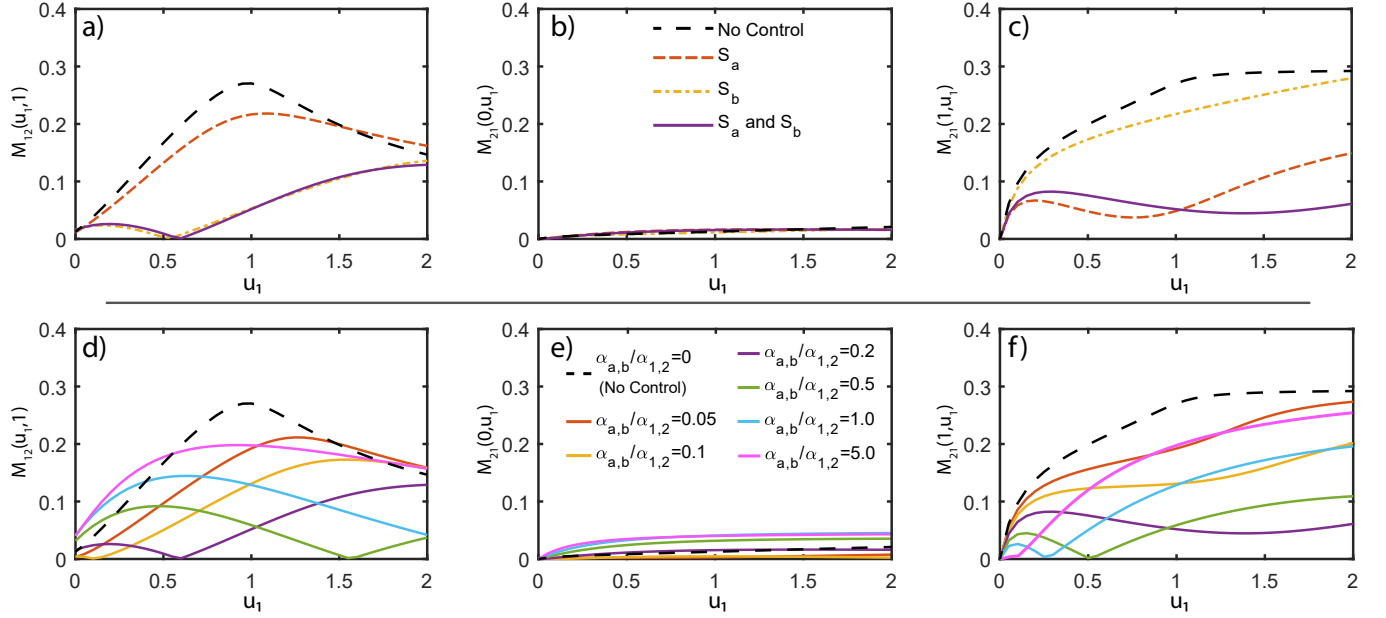 a)
0.4
0.3
0.2
0.1
0
M12(u1,1)
0 0.5 1 1.5 2
u1
b)
0.4
0.3
0.2
0.1
0
M21(0,u1)
No Control
Sa
Sb
Sa and Sb
0 0.5 1 1.5 2
u1
c)
0.4
0.3
0.2
0.1
0
M21(1,u1)
0 0.5 1 1.5 2
u1
d)
0.4
0.3
0.2
0.1
0
M12(u1,1)
0 0.5 1 1.5 2
u1
e)
0.4
0.3
0.2
0.1
0
M21(0,u1)
αa,b/α1,2=0
(No Control)
αa,b/α1,2=0.05
αa,b/α1,2=0.1
αa,b/α1,2=0.2
αa,b/α1,2=0.5
αa,b/α1,2=1.0
αa,b/α1,2=5.0
0 0.5 1 1.5 2
u1
f)
0.4
0.3
0.2
0.1
0
M21(1,u1)
0 0.5 1 1.5 2
u1